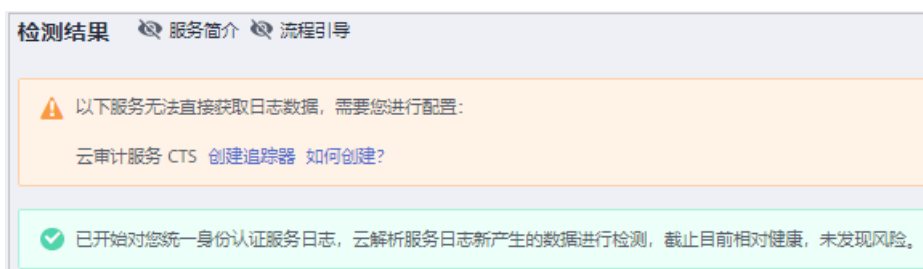 检测结果 服务简介 流程引导
以下服务无法直接获取日志数据，需要您进行配置：
云审计服务 CTS 创建追踪器 如何创建?
已开始对您统一身份认证服务日志，云解析服务日志新产生的数据进行检测，截止目前相对健康，未发现风险。